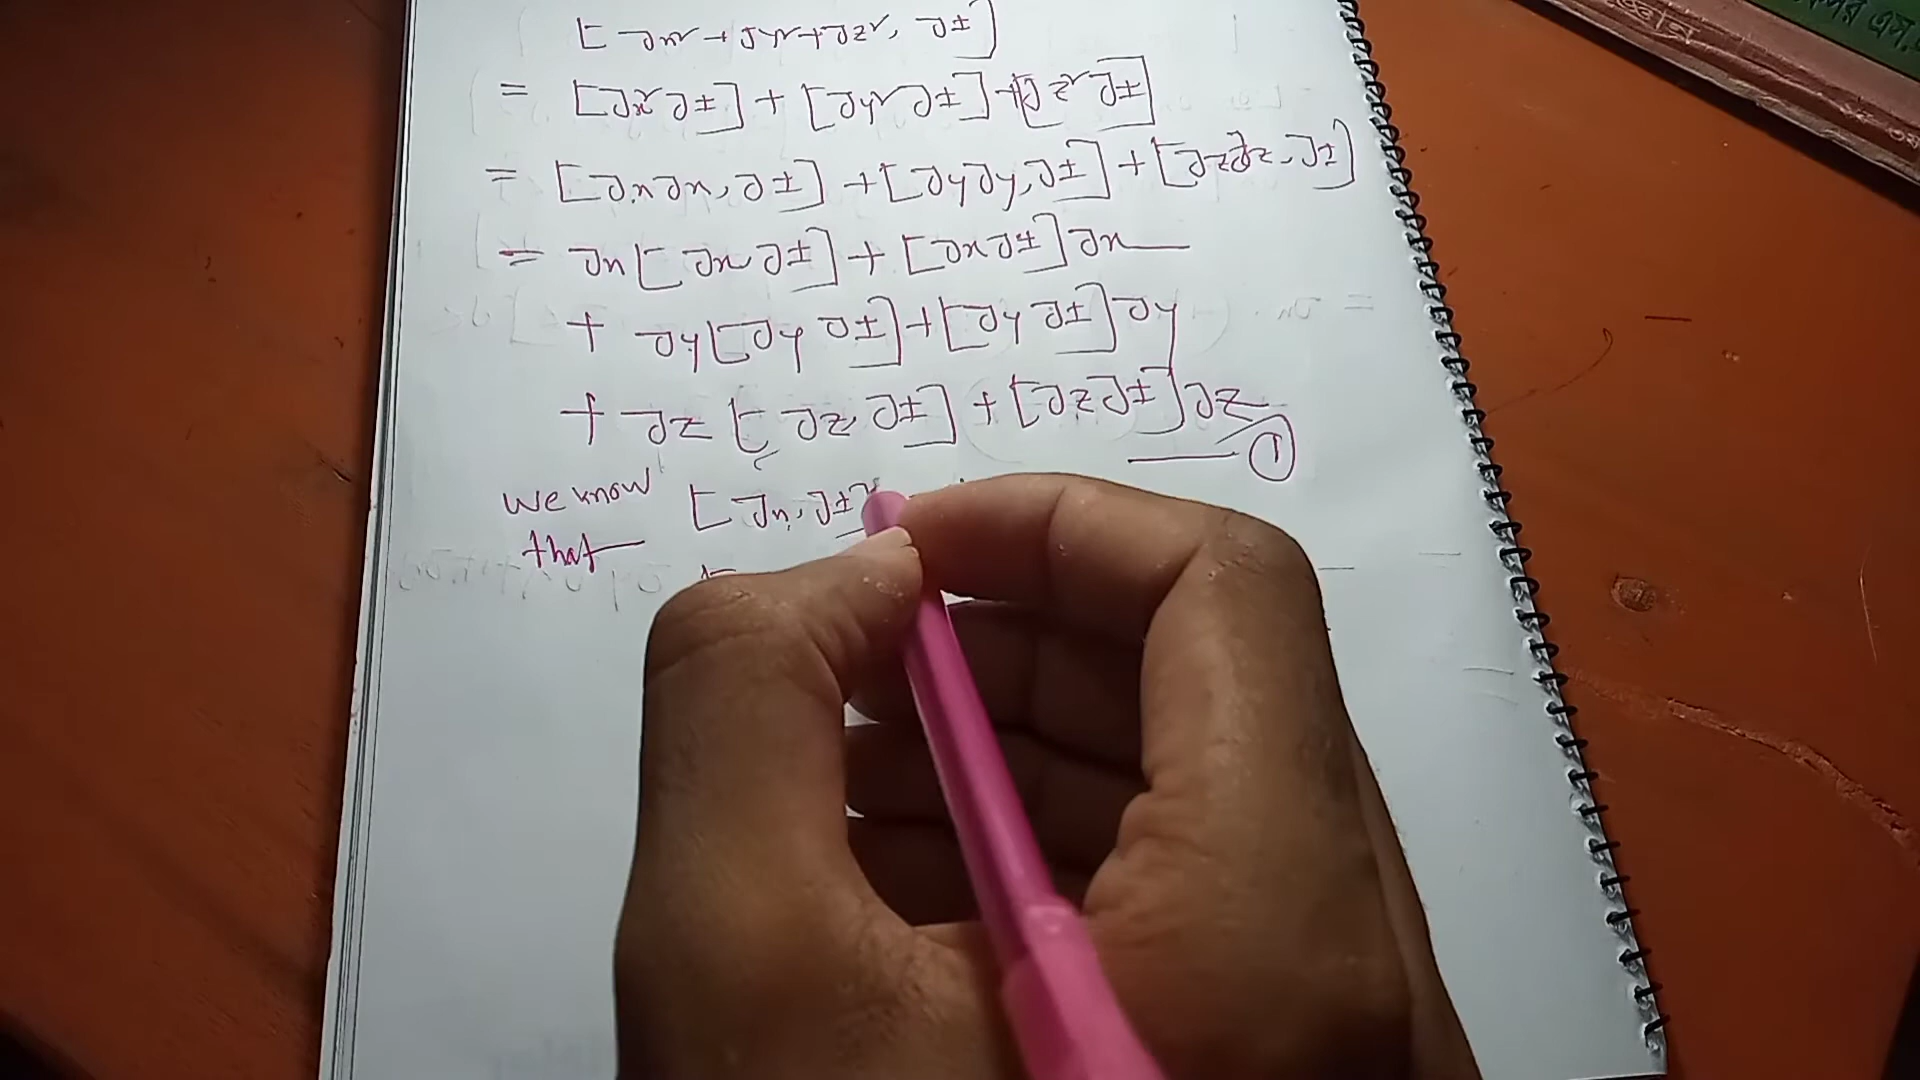 [Jx² + Jy² + Jz², J±]
= [Jx² J±] + [Jy² J±] + [Jz² J±]
= [JxJx, J±] + [JyJy, J±] + [JzJz, J±]
= Jx[Jx J±] + [Jx J±]Jx
+ Jy[Jy J±] + [Jy J±]Jy
+ Jz[Jz, J±] + [Jz J±]Jz — ①
We know [Jx, J±
that